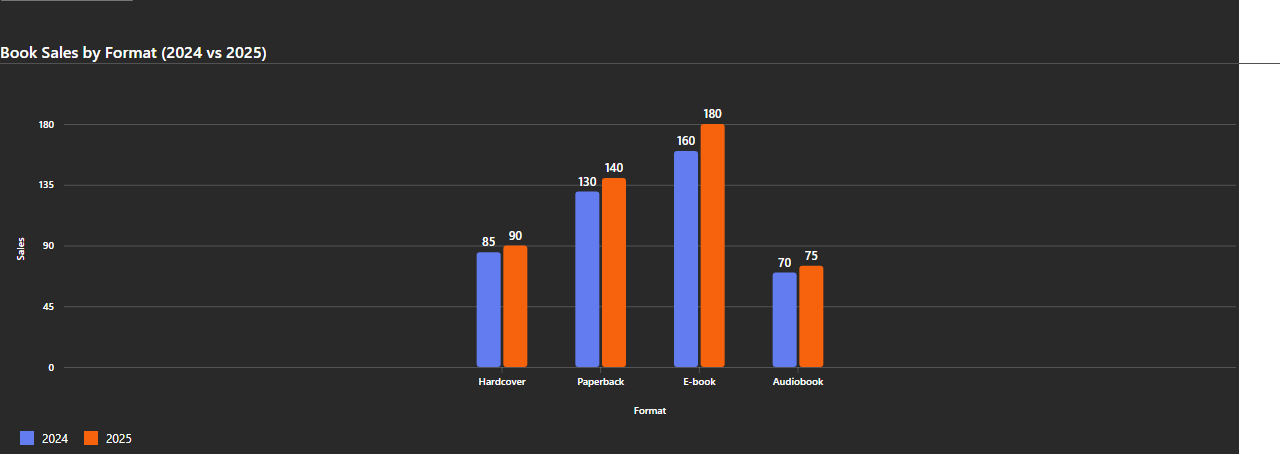 Book Sales by Format (2024 vs 2025)
180
135
90
45
0
Sales
85
90
130
140
160
180
70
75
Hardcover
Paperback
E-book
Audiobook
Format
2024
2025